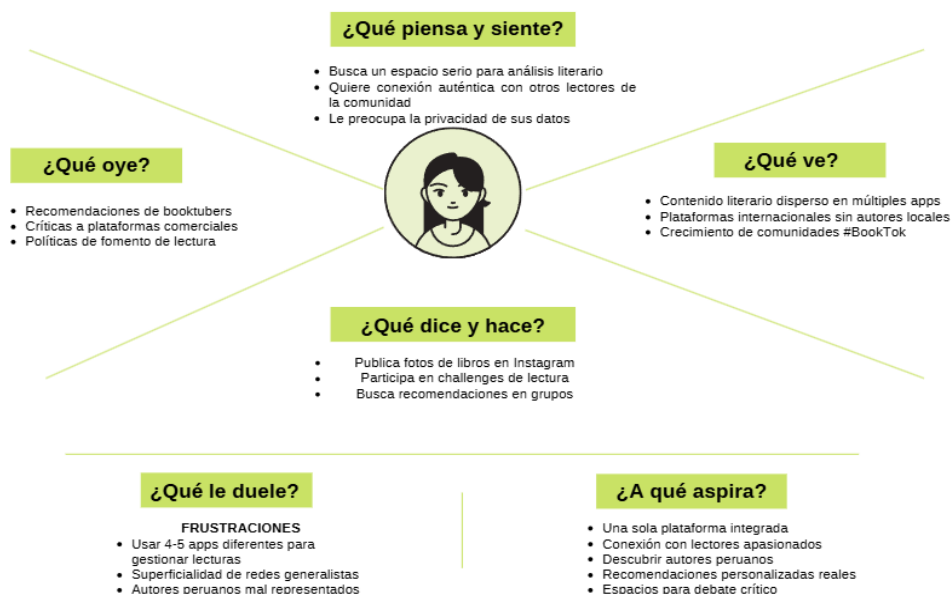 ¿Qué piensa y siente?
• Busca un espacio serio para análisis literario
• Quiere conexión auténtica con otros lectores de
la comunidad
• Le preocupa la privacidad de sus datos
¿Qué oye?
• Recomendaciones de booktubers
• Críticas a plataformas comerciales
• Políticas de fomento de lectura
¿Qué ve?
• Contenido literario disperso en múltiples apps
• Plataformas internacionales sin autores locales
• Crecimiento de comunidades #BookTok
¿Qué dice y hace?
• Publica fotos de libros en Instagram
• Participa en challenges de lectura
• Busca recomendaciones en grupos
¿Qué le duele?
FRUSTRACIONES
• Usar 4-5 apps diferentes para
gestionar lecturas
• Superficialidad de redes generalistas
• Autores peruanos mal representados
¿A qué aspira?
• Una sola plataforma integrada
• Conexión con lectores apasionados
• Descubrir autores peruanos
• Recomendaciones personalizadas reales
• Espacios para debate crítico